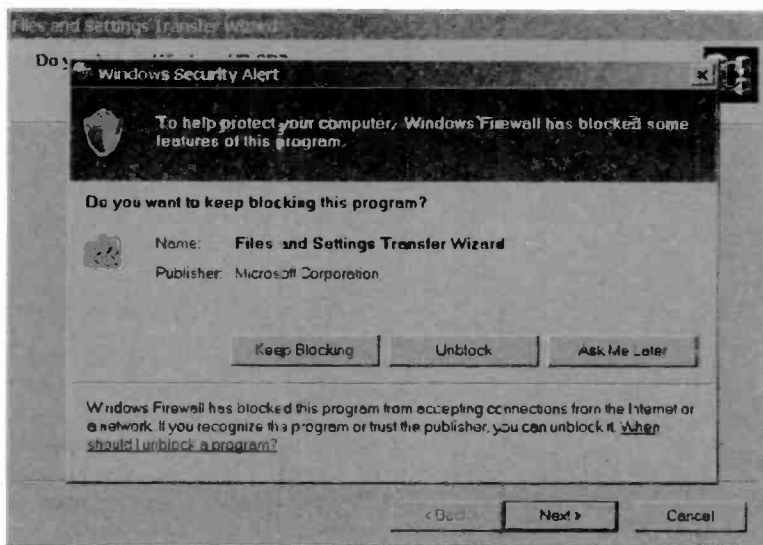 Files and Settings Transfer Wizard
Do
Windows Security Alert
To help protect your computer, Windows Firewall has blocked some
features of this program.
Do you want to keep blocking this program?
Name: Files and Settings Transfer Wizard
Publisher: Microsoft Corporation
Keep Blocking Unblock Ask Me Later
Windows Firewall has blocked this program from accepting connections from the Internet or
a network. If you recognize the program or trust the publisher, you can unblock it. When
should I unblock a program?
< Back Next > Cancel